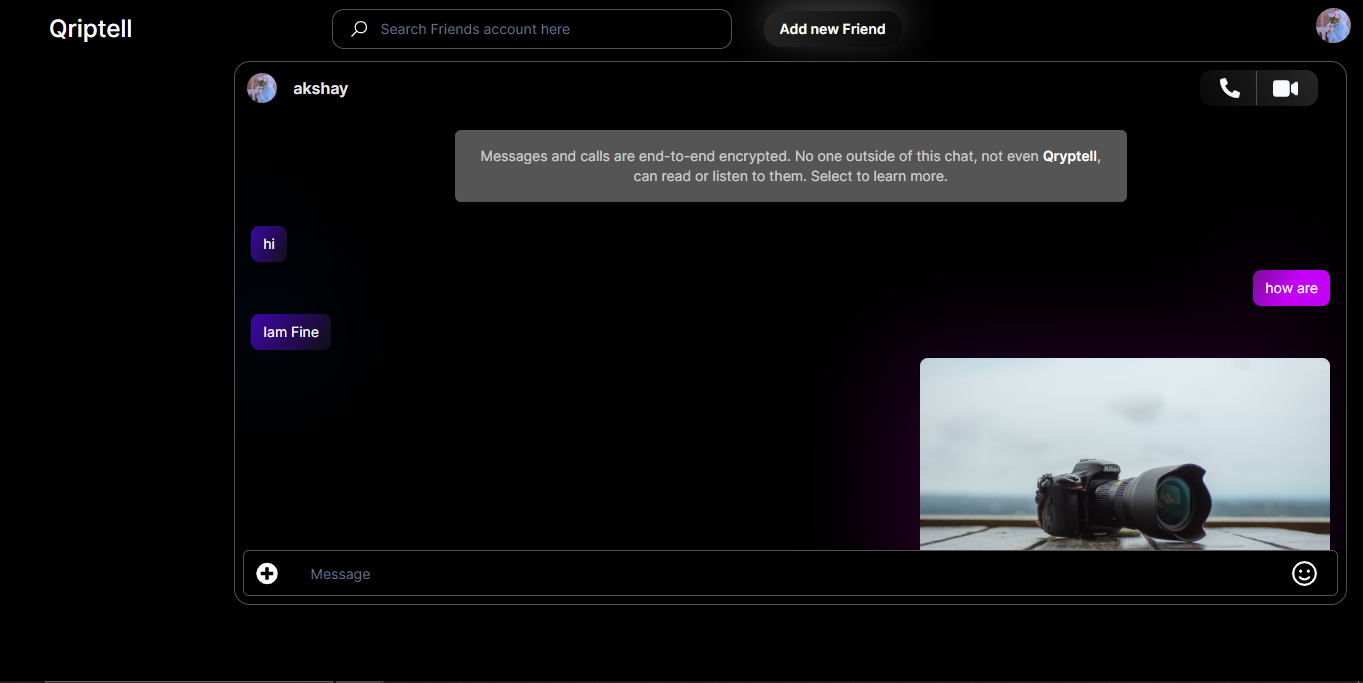 Qriptell
Search Friends account here
Add new Friend
akshay
Messages and calls are end-to-end encrypted. No one outside of this chat, not even Qryptell,
can read or listen to them. Select to learn more.
hi
how are
Iam Fine
Nikon
Message